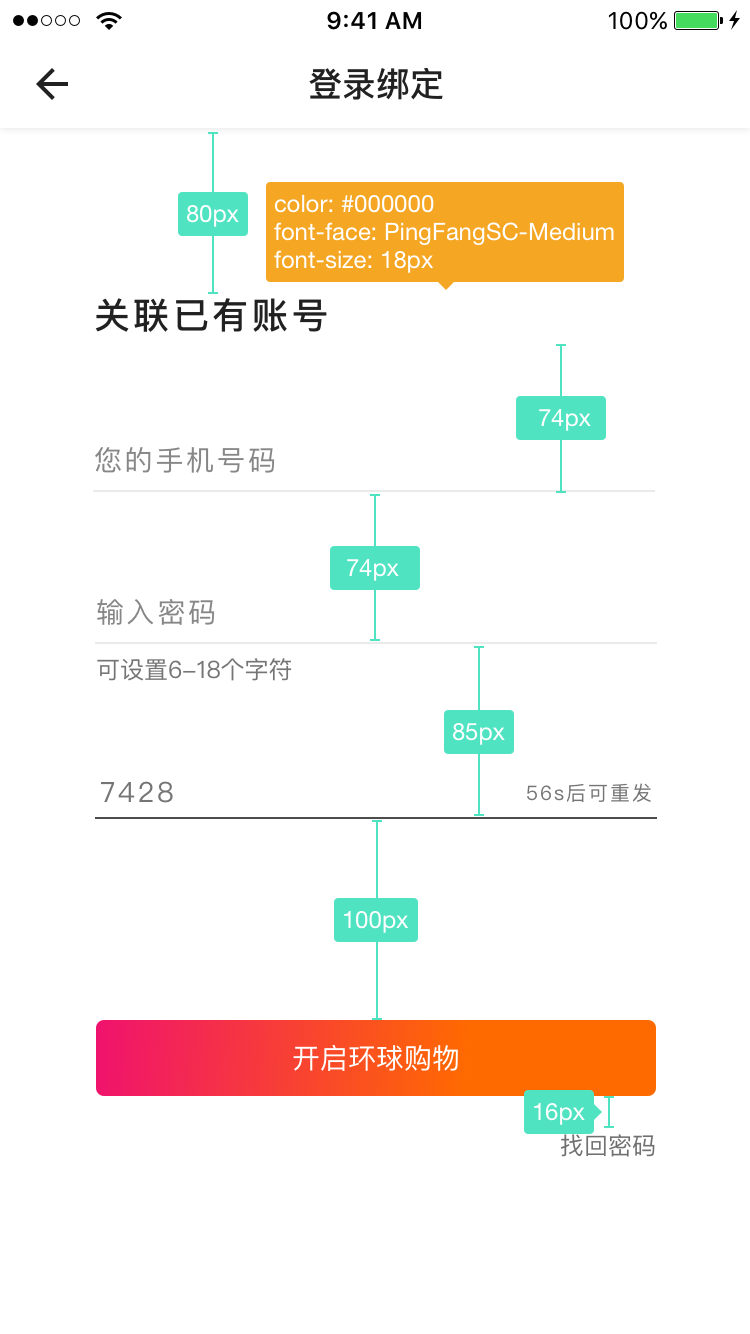 9:41 AM
100%
登录绑定
80px
color: #000000
font-face: PingFangSC-Medium
font-size: 18px
关联已有账号
74px
您的手机号码
74px
输入密码
可设置6-18个字符
85px
7428
56s后可重发
100px
开启环球购物
16px
找回密码